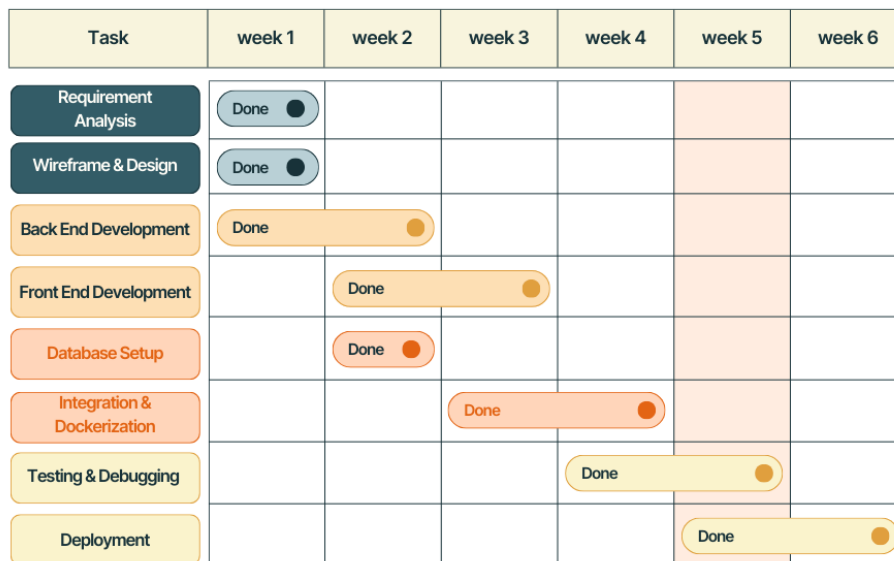 Task week 1 week 2 week 3 week 4 week 5 week 6
Requirement
Analysis
Done
Wireframe & Design
Done
Back End Development
Done
Front End Development
Done
Database Setup
Done
Integration &
Dockerization
Done
Testing & Debugging
Done
Deployment
Done